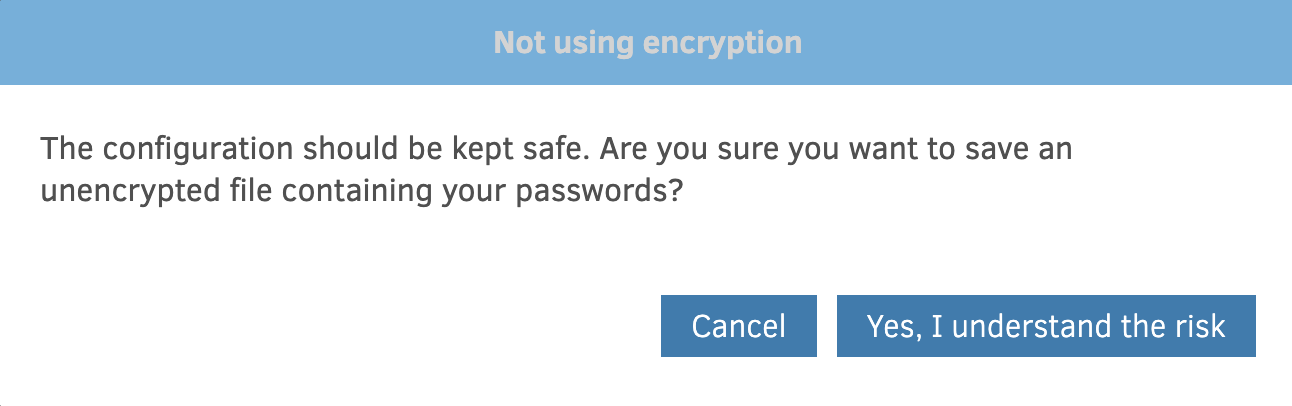 Not using encryption
The configuration should be kept safe. Are you sure you want to save an
unencrypted file containing your passwords?
Cancel
Yes, I understand the risk